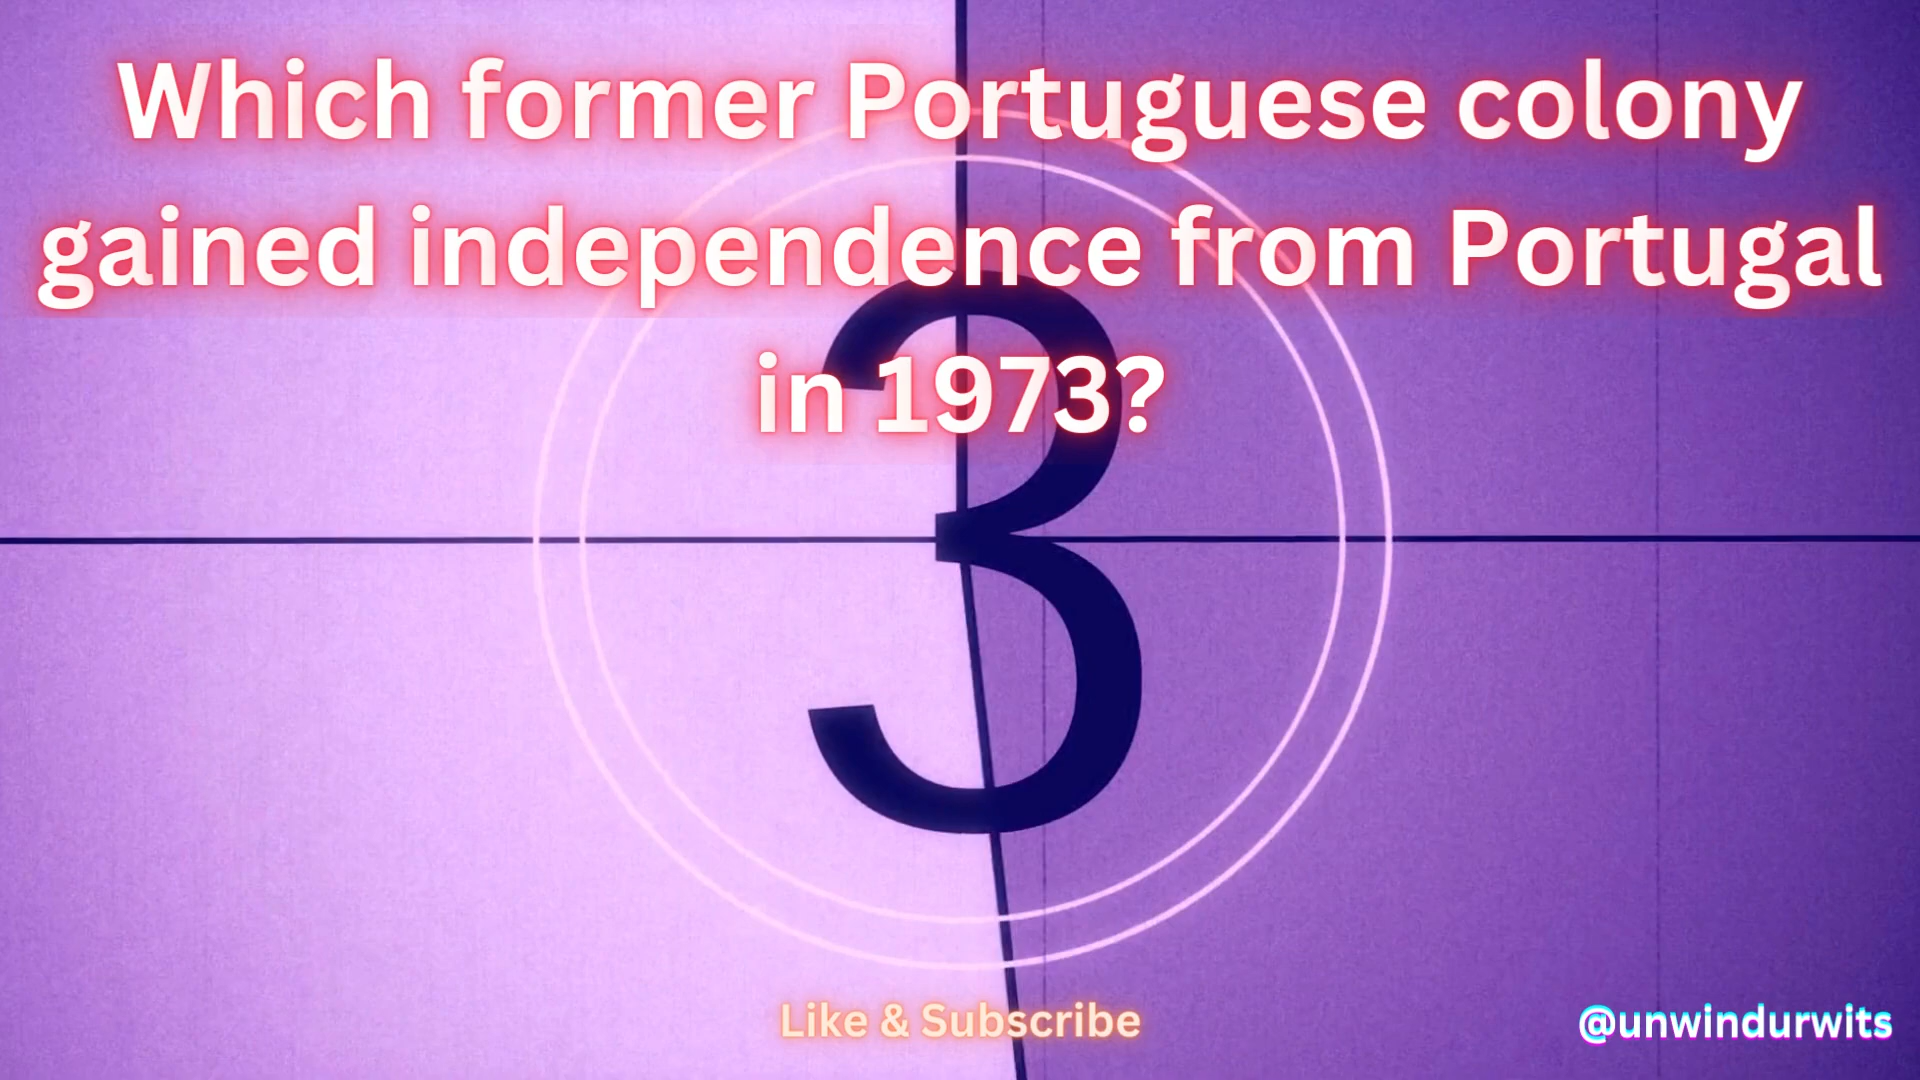 Which former Portuguese colony
gained independence from Portugal
in 1973?
3
Like & Subscribe
@unwindurwits